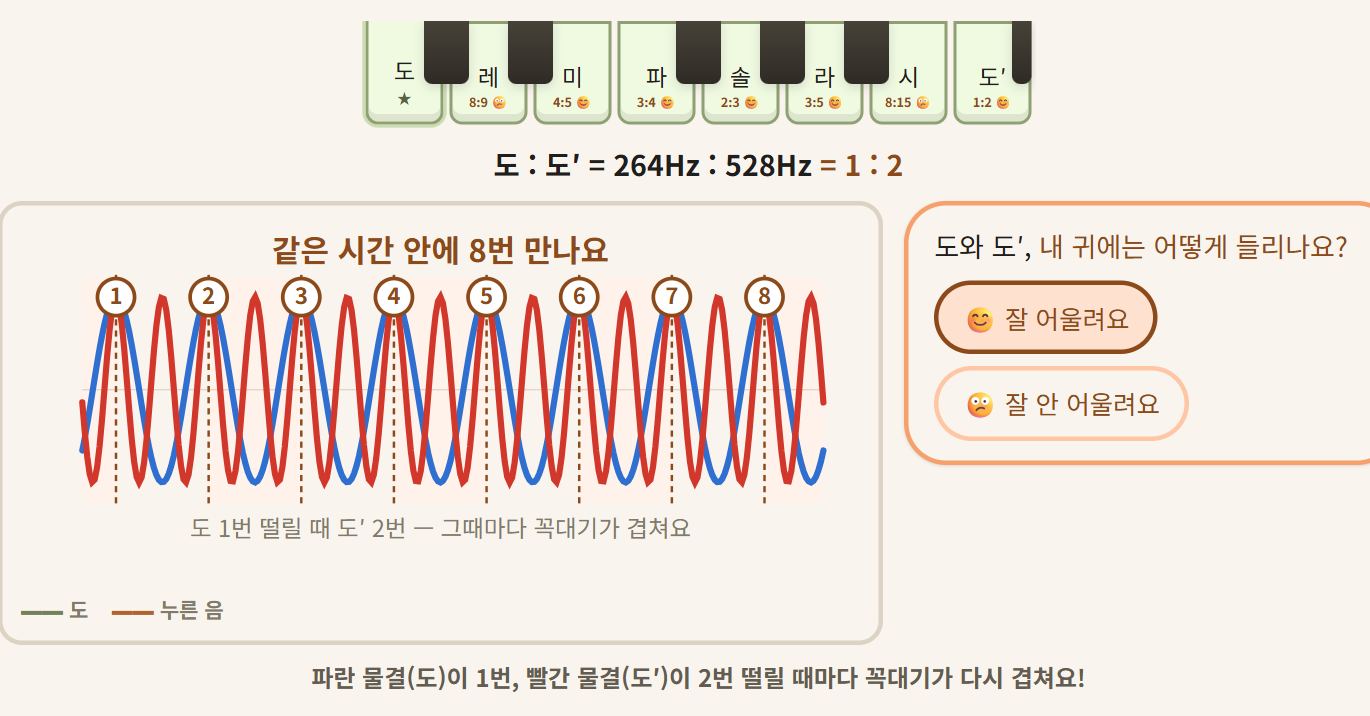 도 레 미 파 솔 라 시 도′
★ 8:9 4:5 3:4 2:3 3:5 8:15 1:2
도 : 도′ = 264Hz : 528Hz = 1 : 2
같은 시간 안에 8번 만나요
1 2 3 4 5 6 7 8
도 1번 떨릴 때 도′ 2번 — 그때마다 꼭대기가 겹쳐요
도 누른 음
도와 도′, 내 귀에는 어떻게 들리나요?
😊 잘 어울려요
😟 잘 안 어울려요
파란 물결(도)이 1번, 빨간 물결(도′)이 2번 떨릴 때마다 꼭대기가 다시 겹쳐요!